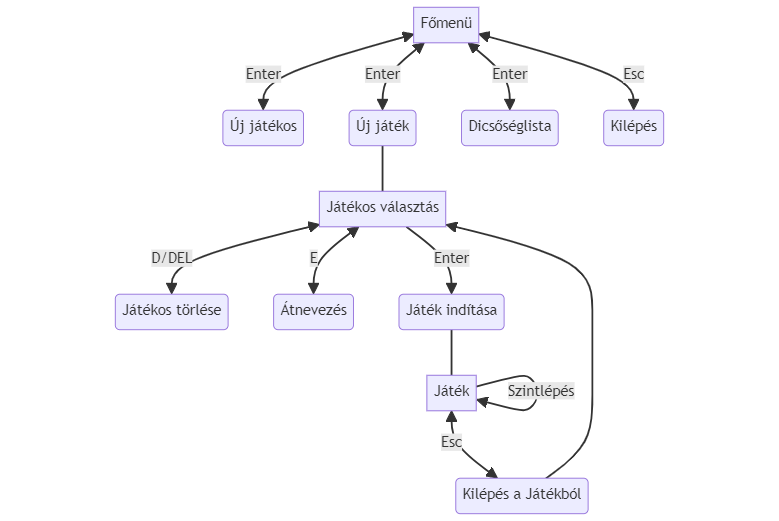 Főmenü
Enter
Enter
Enter
Esc
Új játékos
Új játék
Dicsőséglista
Kilépés
Játékos választás
D/DEL
E
Enter
Játékos törlése
Átnevezés
Játék indítása
Játék
Szintlépés
Esc
Kilépés a Játékból